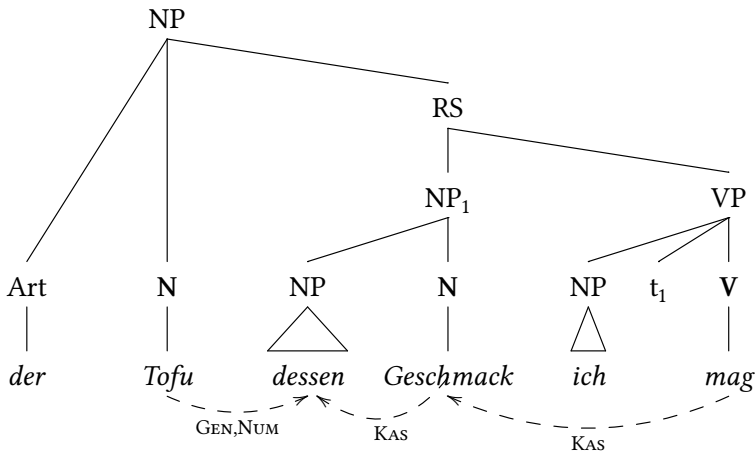 NP
RS
NP₁ VP
Art N NP N NP t₁ V
der Tofu dessen Geschmack ich mag
Gen,Num Kas Kas